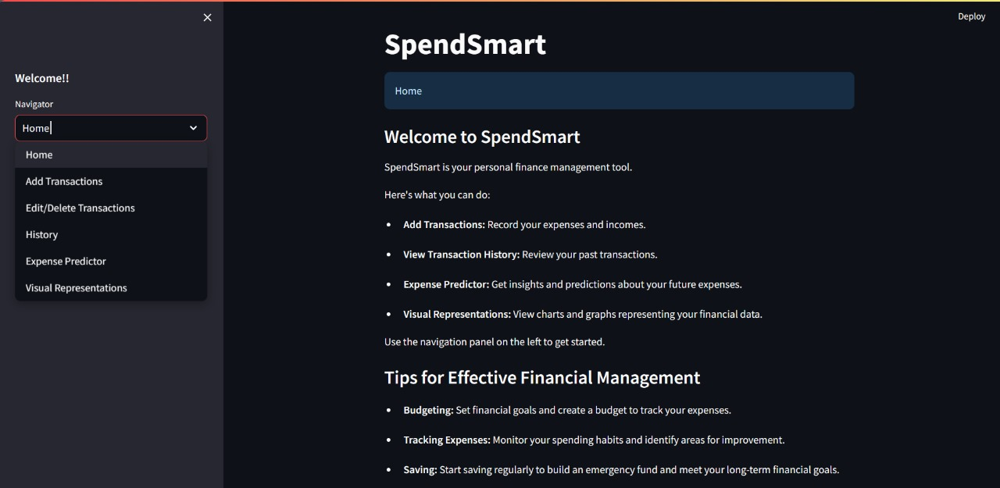 Deploy
Welcome!!
Navigator
Home
Home
Add Transactions
Edit/Delete Transactions
History
Expense Predictor
Visual Representations
SpendSmart
Home
Welcome to SpendSmart
SpendSmart is your personal finance management tool.
Here's what you can do:
• Add Transactions: Record your expenses and incomes.
• View Transaction History: Review your past transactions.
• Expense Predictor: Get insights and predictions about your future expenses.
• Visual Representations: View charts and graphs representing your financial data.
Use the navigation panel on the left to get started.
Tips for Effective Financial Management
• Budgeting: Set financial goals and create a budget to track your expenses.
• Tracking Expenses: Monitor your spending habits and identify areas for improvement.
• Saving: Start saving regularly to build an emergency fund and meet your long-term financial goals.